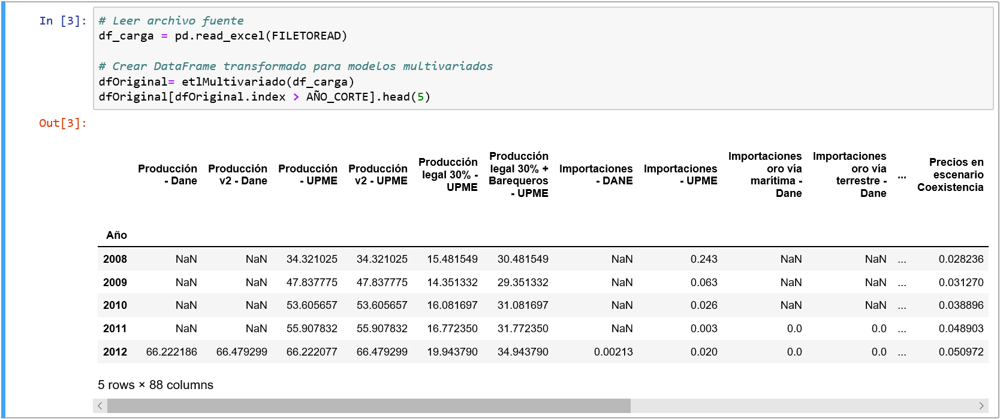 In [3]:
# Leer archivo fuente
df_carga = pd.read_excel(FILETOREAD)
# Crear DataFrame transformado para modelos multivariados
dfOriginal= etlMultivariado(df_carga)
dfOriginal[dfOriginal.index > AÑO_CORTE].head(5)
Out[3]:
Producción - Dane Producción v2 - Dane Producción - UPME Producción v2 - UPME Producción legal 30% - UPME Producción legal 30% + Barequeros - UPME Importaciones - DANE Importaciones - UPME Importaciones oro vía marítima - Dane Importaciones oro vía terrestre - Dane ... Precios en escenario Coexistencia
Año
2008 NaN NaN 34.321025 34.321025 15.481549 30.481549 NaN 0.243 NaN NaN ... 0.028236
2009 NaN NaN 47.837775 47.837775 14.351332 29.351332 NaN 0.063 NaN NaN ... 0.031270
2010 NaN NaN 53.605657 53.605657 16.081697 31.081697 NaN 0.026 NaN NaN ... 0.038896
2011 NaN NaN 55.907832 55.907832 16.772350 31.772350 NaN 0.003 0.0 0.0 ... 0.048903
2012 66.222186 66.479299 66.222077 66.479299 19.943790 34.943790 0.00213 0.020 0.0 0.0 ... 0.050972
5 rows × 88 columns